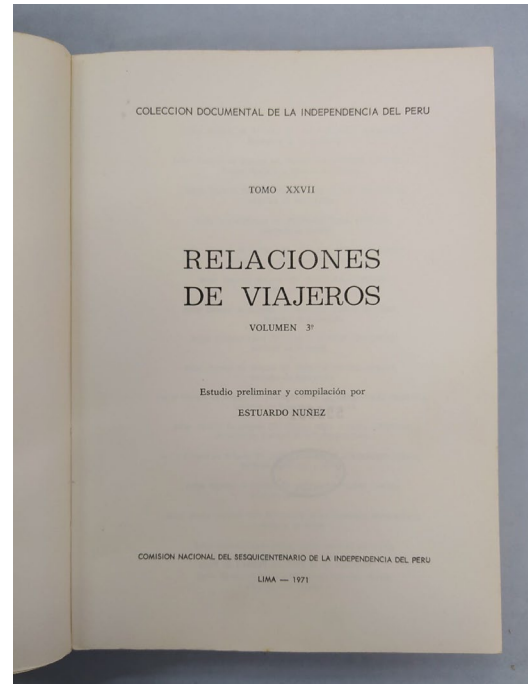 COLECCION DOCUMENTAL DE LA INDEPENDENCIA DEL PERU
TOMO XXVII
RELACIONES
DE VIAJEROS
VOLUMEN 3º
Estudio preliminar y compilación por
ESTUARDO NUÑEZ
COMISION NACIONAL DEL SESQUICENTENARIO DE LA INDEPENDENCIA DEL PERU
LIMA — 1971